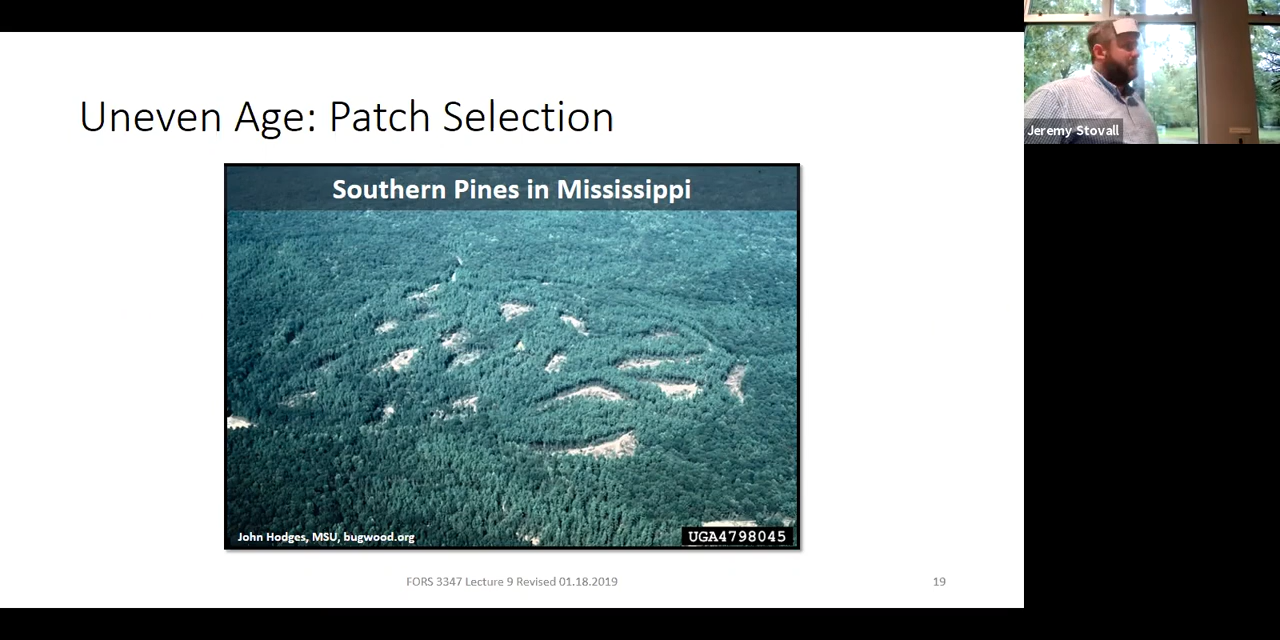 Uneven Age: Patch Selection
Southern Pines in Mississippi
John Hodges, MSU, bugwood.org
UGA4798045
FORS 3347 Lecture 9 Revised 01.18.2019
19
Jeremy Stovall